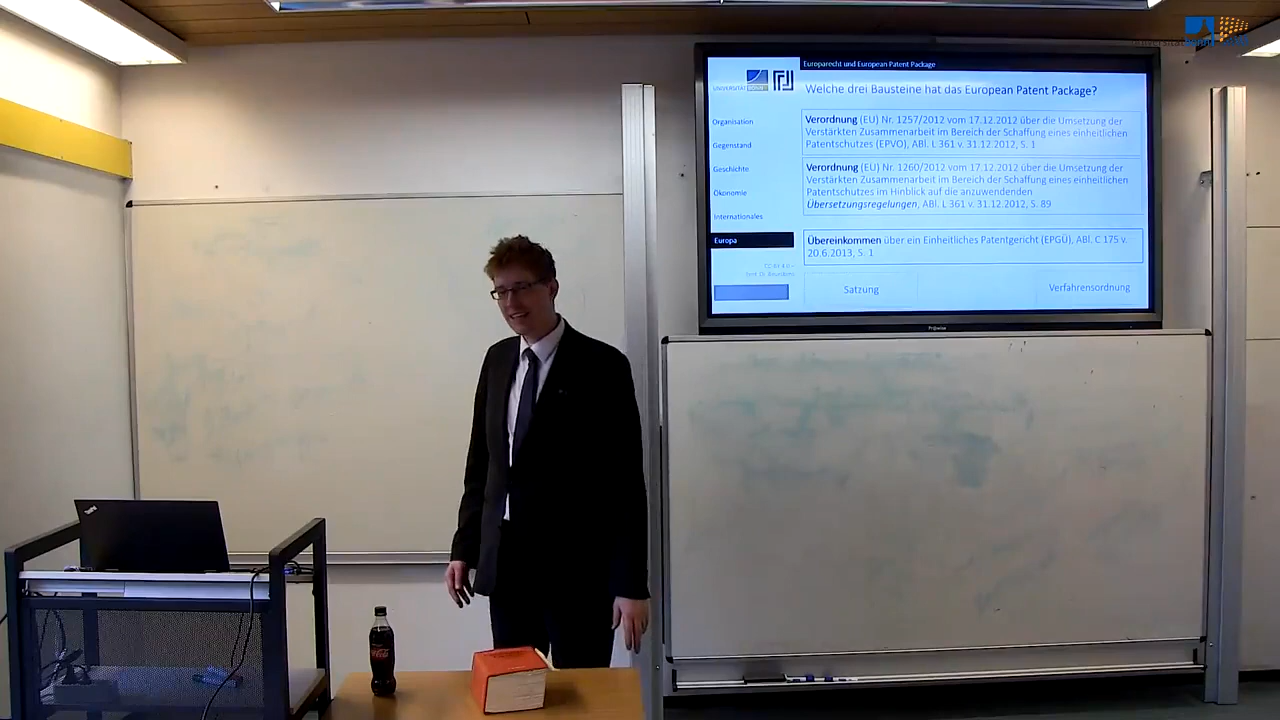 Europarecht und European Patent Package
Welche drei Bausteine hat das European Patent Package?
UNIVERSITÄT BONN
Organisation
Gegenstand
Geschichte
Ökonomie
Internationales
Europa
Verordnung (EU) Nr. 1257/2012 vom 17.12.2012 über die Umsetzung der
Verstärkten Zusammenarbeit im Bereich der Schaffung eines einheitlichen
Patentschutzes (EPVO), ABl. L 361 v. 31.12.2012, S. 1
Verordnung (EU) Nr. 1260/2012 vom 17.12.2012 über die Umsetzung der
Verstärkten Zusammenarbeit im Bereich der Schaffung eines einheitlichen
Patentschutzes im Hinblick auf die anzuwendenden
Übersetzungsregelungen, ABl. L 361 v. 31.12.2012, S. 89
Übereinkommen über ein Einheitliches Patentgericht (EPGÜ), ABl. C 175 v.
20.6.2013, S. 1
Satzung
Verfahrensordnung
ThinkPad
Coca-Cola